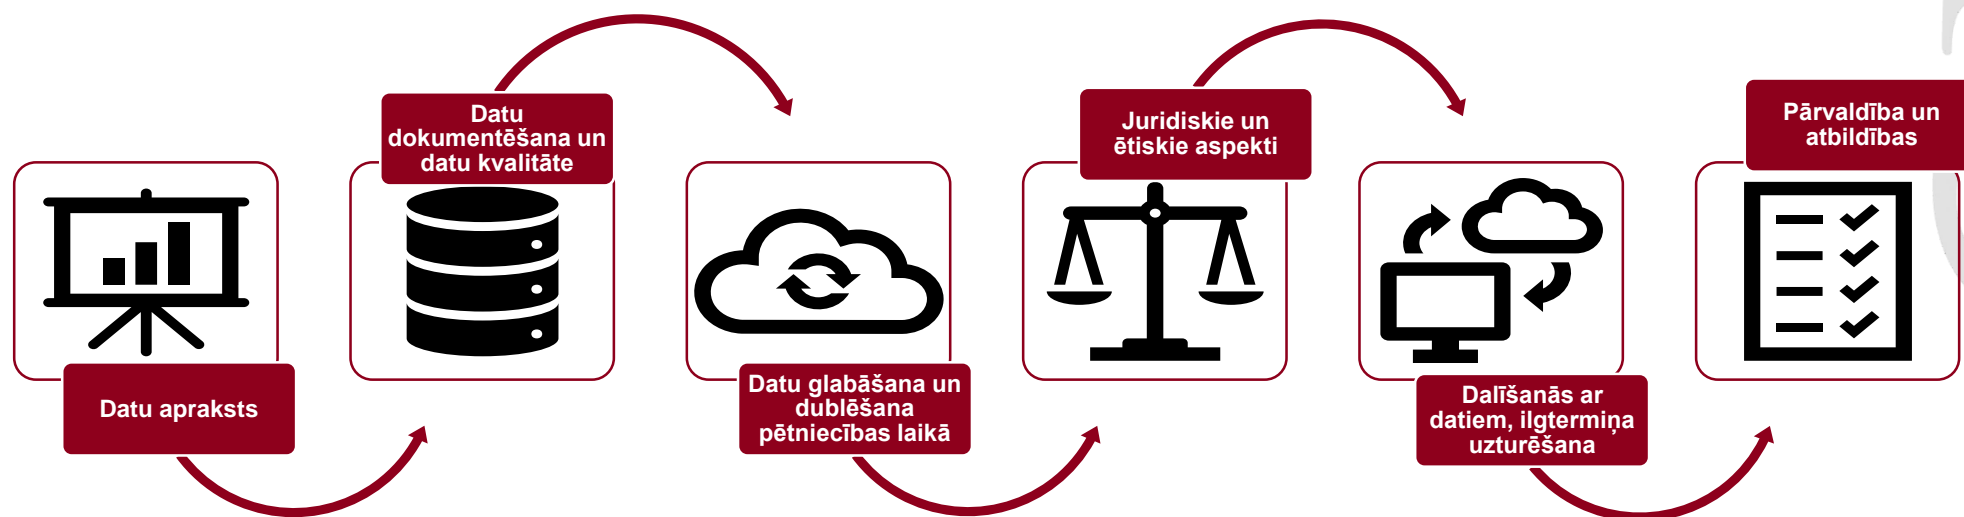 Datu apraksts
Datu
dokumentēšana un
datu kvalitāte
Datu glabāšana un
dublēšana
pētniecības laikā
Juridiskie un
ētiskie aspekti
Dalīšanās ar
datiem, ilgtermiņa
uzturēšana
Pārvaldība un
atbildības